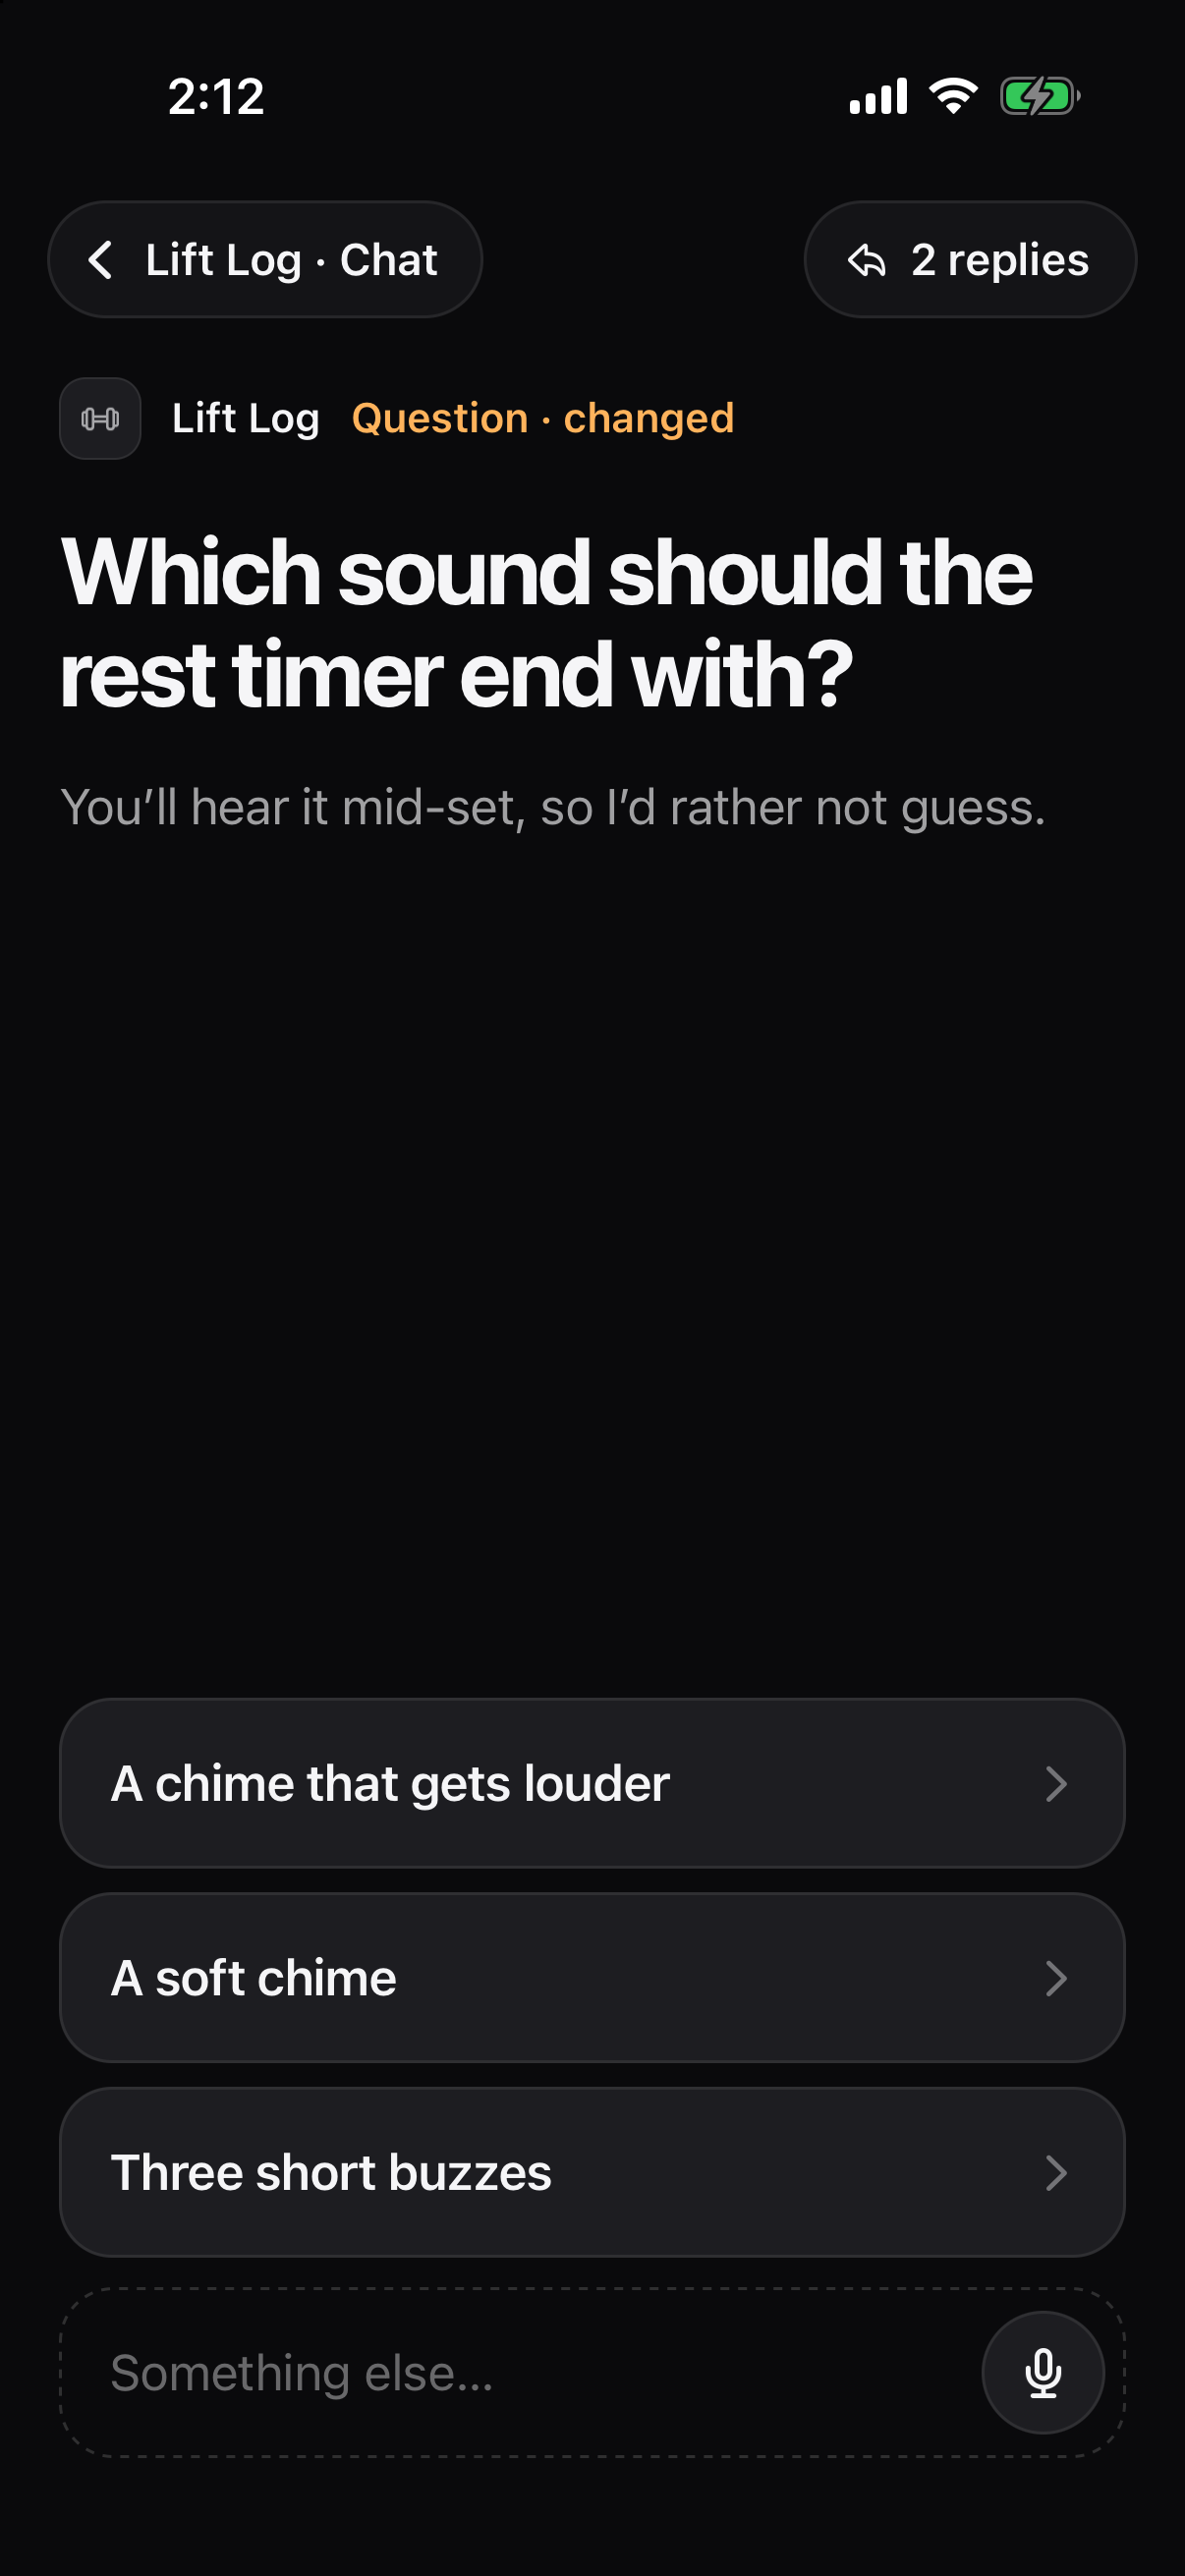 2:12
Lift Log · Chat
2 replies
Lift Log Question · changed
Which sound should the
rest timer end with?
You’ll hear it mid-set, so I’d rather not guess.
A chime that gets louder
A soft chime
Three short buzzes
Something else...